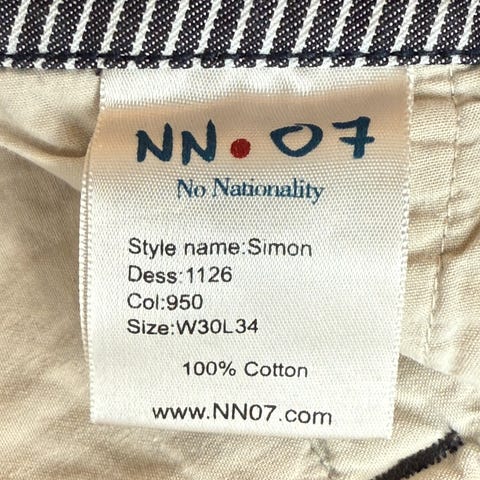 NN.07
No Nationality
Style name:Simon
Dess:1126
Col:950
Size:W30L34
100% Cotton
www.NN07.com